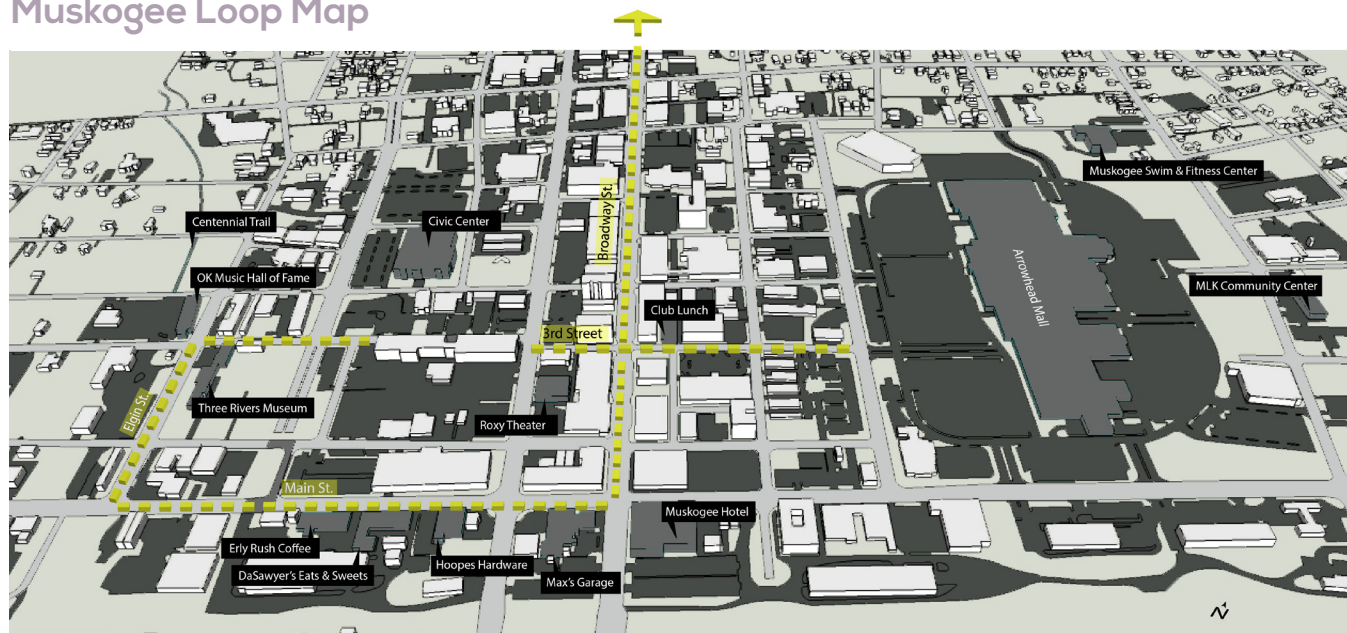 Muskogee Loop Map
Muskogee Swim & Fitness Center
Centennial Trail
Civic Center
Broadway St.
OK Music Hall of Fame
Arrowhead Mall
MLK Community Center
Club Lunch
3rd Street
Elgin St.
Three Rivers Museum
Roxy Theater
Main St.
Muskogee Hotel
Erly Rush Coffee
Hoopes Hardware
DaSawyer's Eats & Sweets
Max's Garage
N